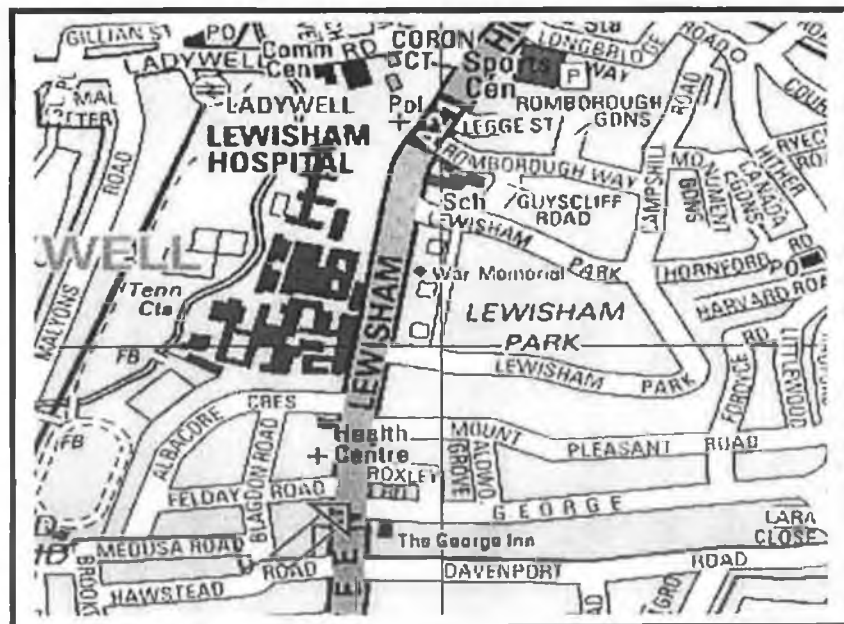 GILLIAN ST
PO
LADYWELL
RD
Comm
Cen
CORON
CT
Pol
LONGBRIDGE
WAY
Sports
Cen
P
ROAD
ROMBOROUGH
GDNS
LEGGE ST
LADYWELL
LEWISHAM
HOSPITAL
ROAD
ROMBOROUGH WAY
Sch
GUYSCLIFF
ROAD
MONUMENT
GDNS
CANADA
GDNS
HITHER
WISHAM
PARK
THORNFORD
RD
PO
HARVARD ROA
WELL
Tenn
Cts
MALYONS
ROAD
LEWISHAM
War Memorial
LEWISHAM
PARK
LEWISHAM
PARK
FORDYCE
RD
LITTLEWOOD
FB
LEWISHAM
FB
ALBACORE
CRES
BLAGDON ROAD
Health
Centre
MOUNT
PLEASANT
ROAD
GROVE
FELDAY ROAD
GEORGE
LARA
CLOSE
MEDUSA ROAD
The George Inn
HAWSTEAD
ROAD
DAVENPORT
ROAD